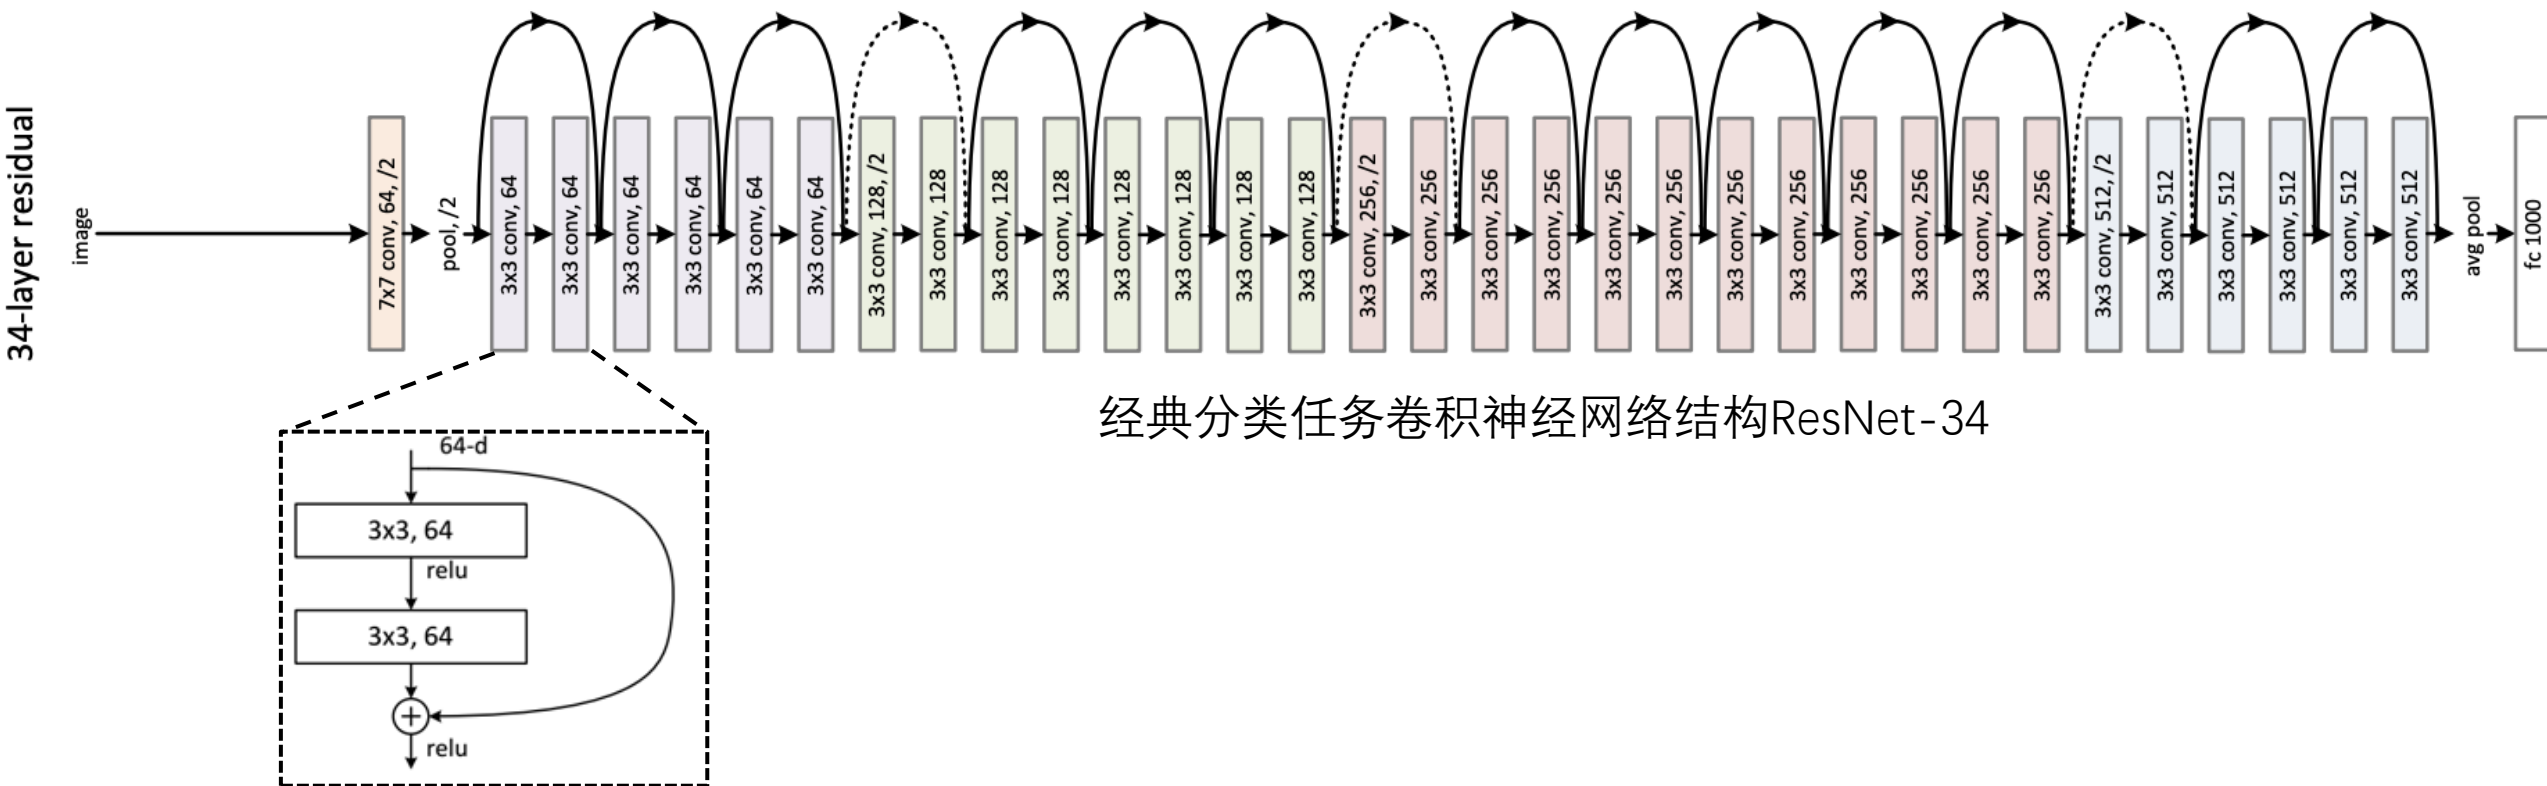 34-layer residual
image
7x7 conv, 64, /2
pool, /2
3x3 conv, 64
3x3 conv, 64
3x3 conv, 64
3x3 conv, 64
3x3 conv, 64
3x3 conv, 64
3x3 conv, 128, /2
3x3 conv, 128
3x3 conv, 128
3x3 conv, 128
3x3 conv, 128
3x3 conv, 128
3x3 conv, 128
3x3 conv, 128
3x3 conv, 256, /2
3x3 conv, 256
3x3 conv, 256
3x3 conv, 256
3x3 conv, 256
3x3 conv, 256
3x3 conv, 256
3x3 conv, 256
3x3 conv, 256
3x3 conv, 256
3x3 conv, 256
3x3 conv, 256
3x3 conv, 512, /2
3x3 conv, 512
3x3 conv, 512
3x3 conv, 512
3x3 conv, 512
3x3 conv, 512
avg pool
fc 1000
经典分类任务卷积神经网络结构ResNet-34
64-d
3x3, 64
relu
3x3, 64
relu